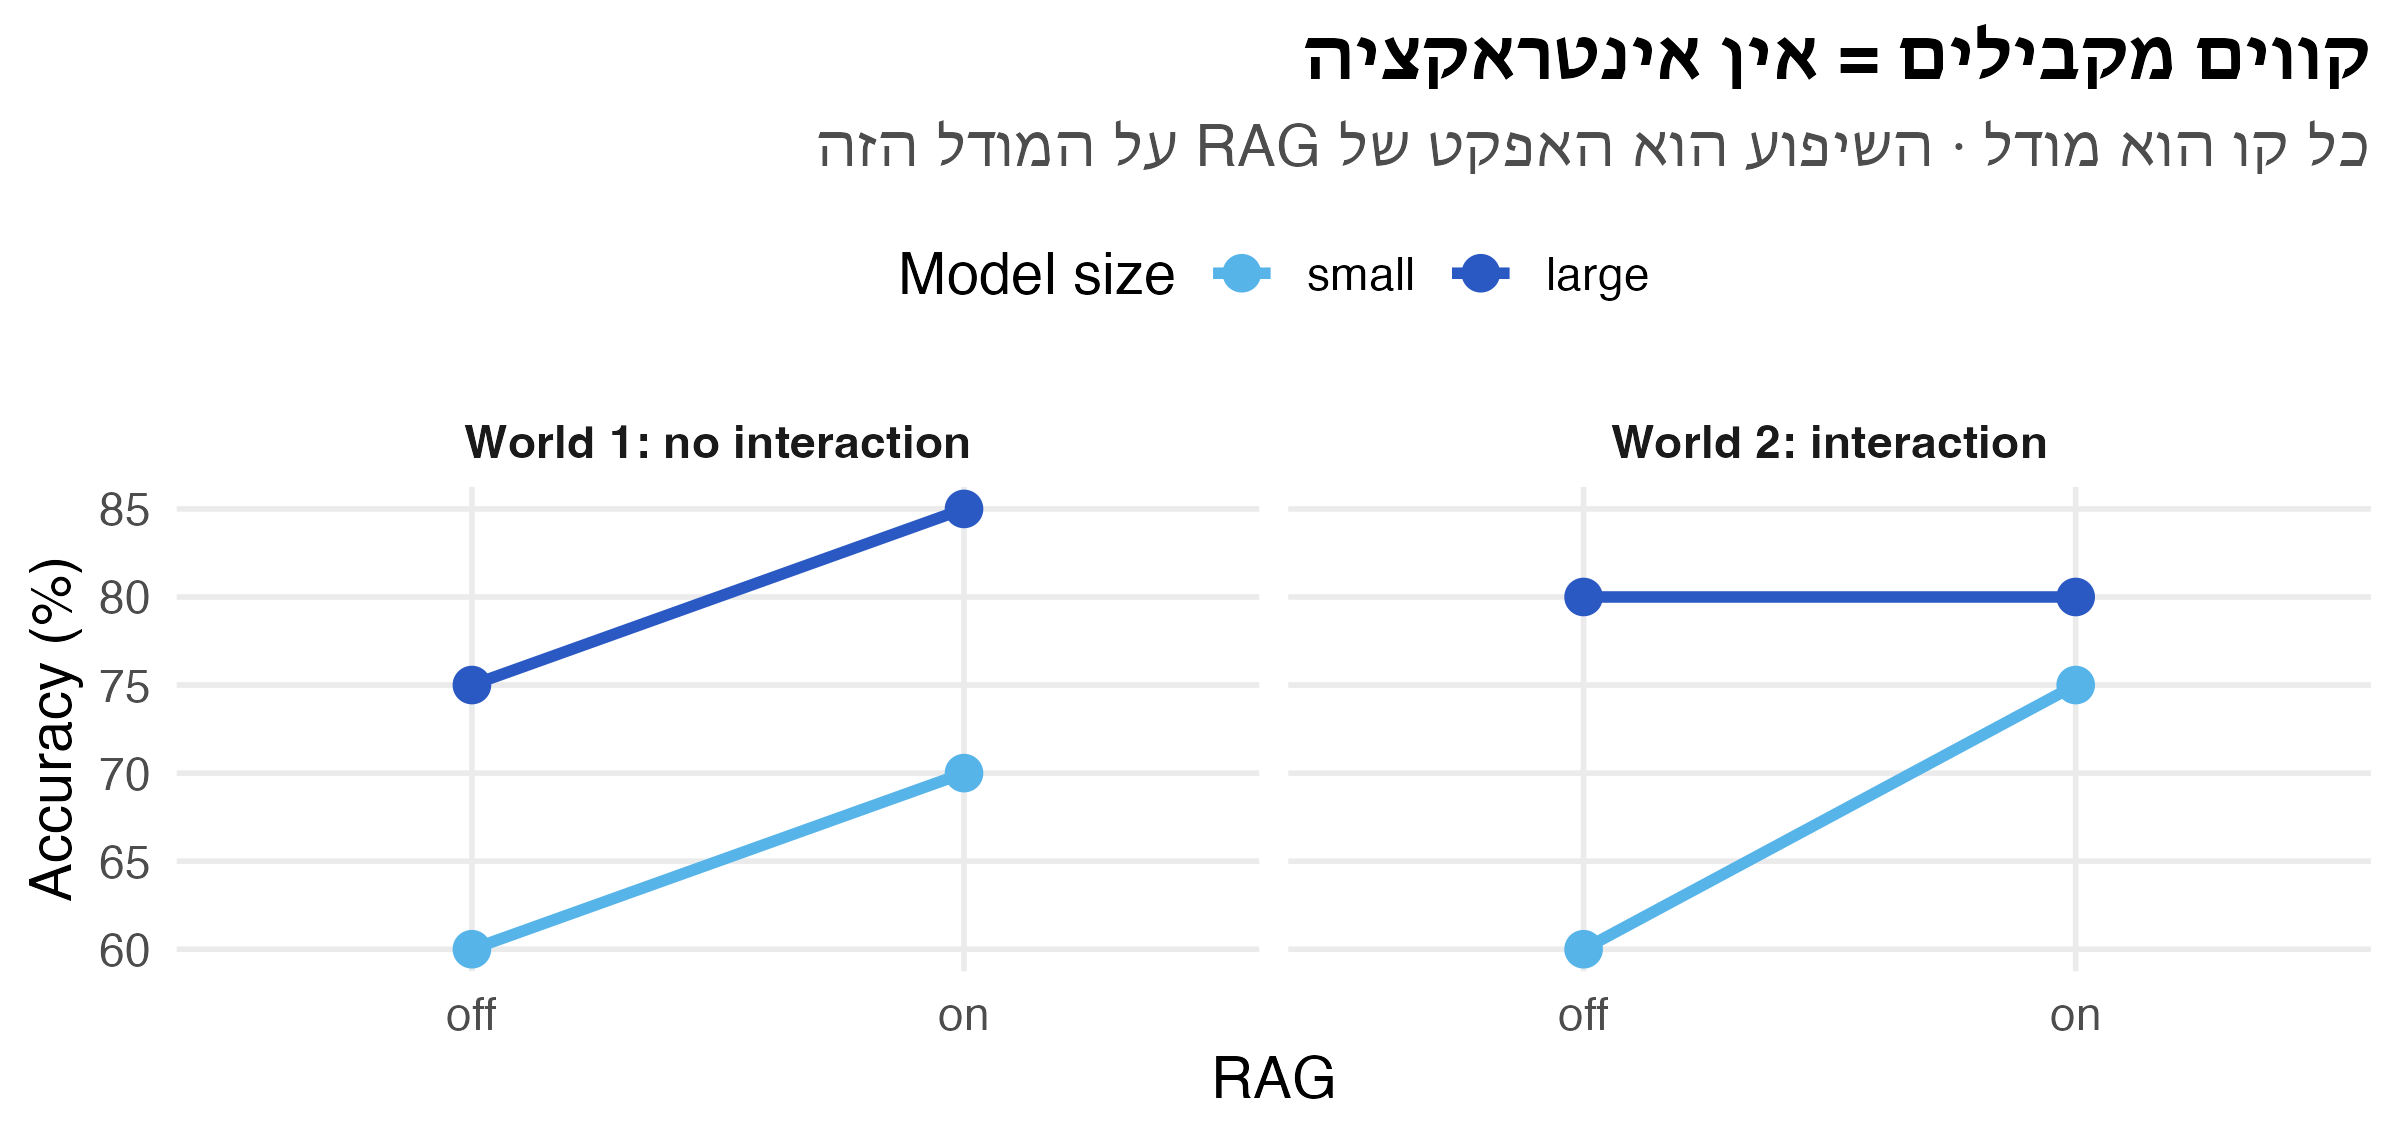 קווים מקבילים = אין אינטראקציה
כל קו הוא מודל · השיפוע הוא האפקט של RAG על המודל הזה
Model size small large
World 1: no interaction
World 2: interaction
Accuracy (%)
85
80
75
70
65
60
off on off on
RAG